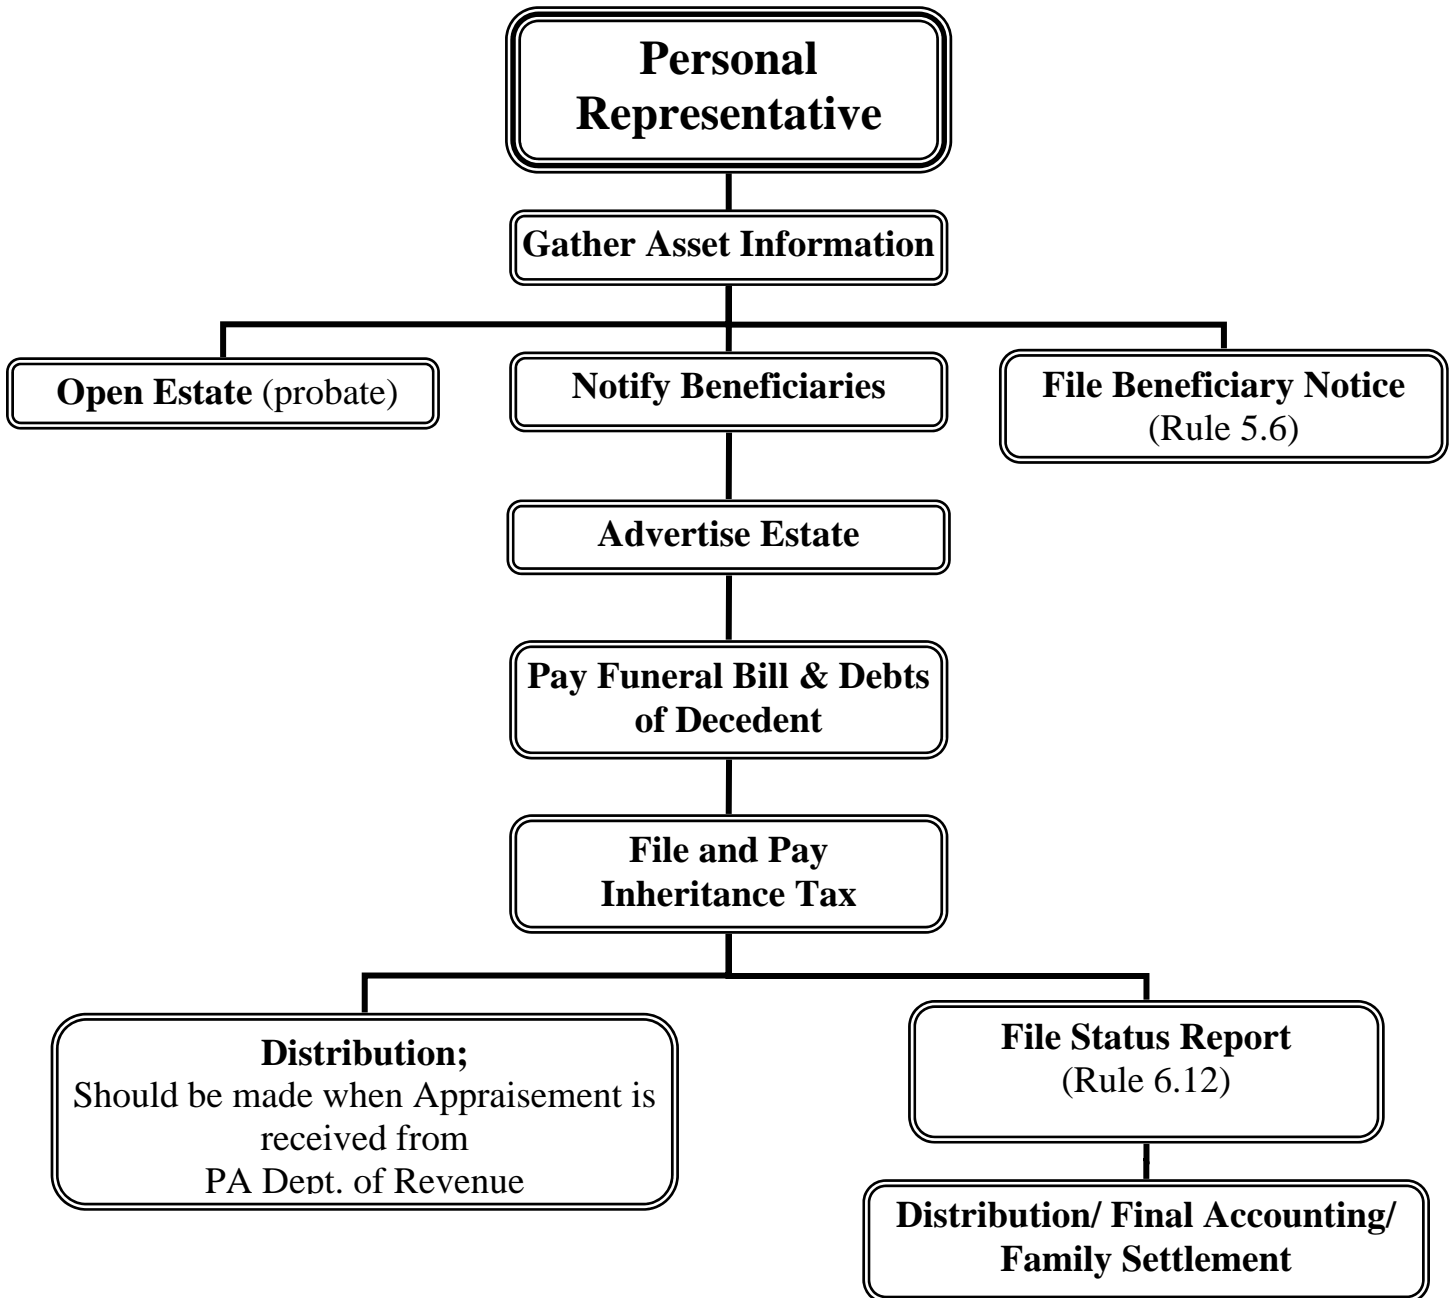 Personal
Representative
Gather Asset Information
Open Estate (probate)
Notify Beneficiaries
File Beneficiary Notice
(Rule 5.6)
Advertise Estate
Pay Funeral Bill & Debts
of Decedent
File and Pay
Inheritance Tax
Distribution;
Should be made when Appraisement is
received from
PA Dept. of Revenue
File Status Report
(Rule 6.12)
Distribution/ Final Accounting/
Family Settlement